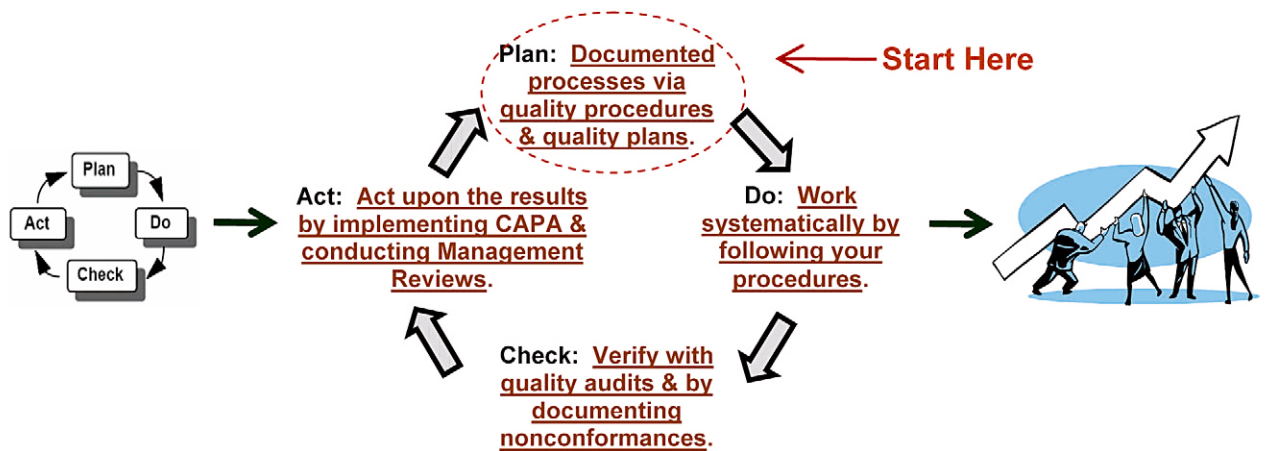 Plan: Documented
processes via
quality procedures
& quality plans.
Start Here
Plan
Act
Do
Check
Act: Act upon the results
by implementing CAPA &
conducting Management
Reviews.
Do: Work
systematically by
following your
procedures.
Check: Verify with
quality audits & by
documenting
nonconformances.